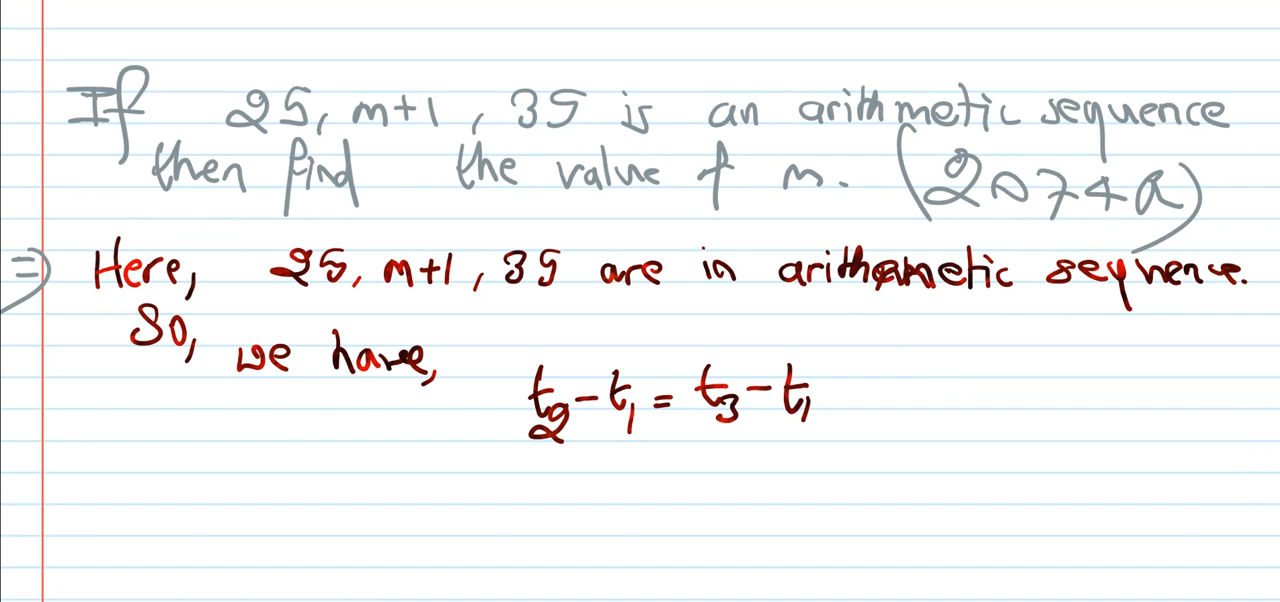 If 25, m+1, 35 is an arithmetic sequence
then find the value of m. (2074 a)
⇒ Here, 25, m+1, 35 are in arithmetic sequence.
So, we have,
t₂ - t₁ = t₃ - t₁